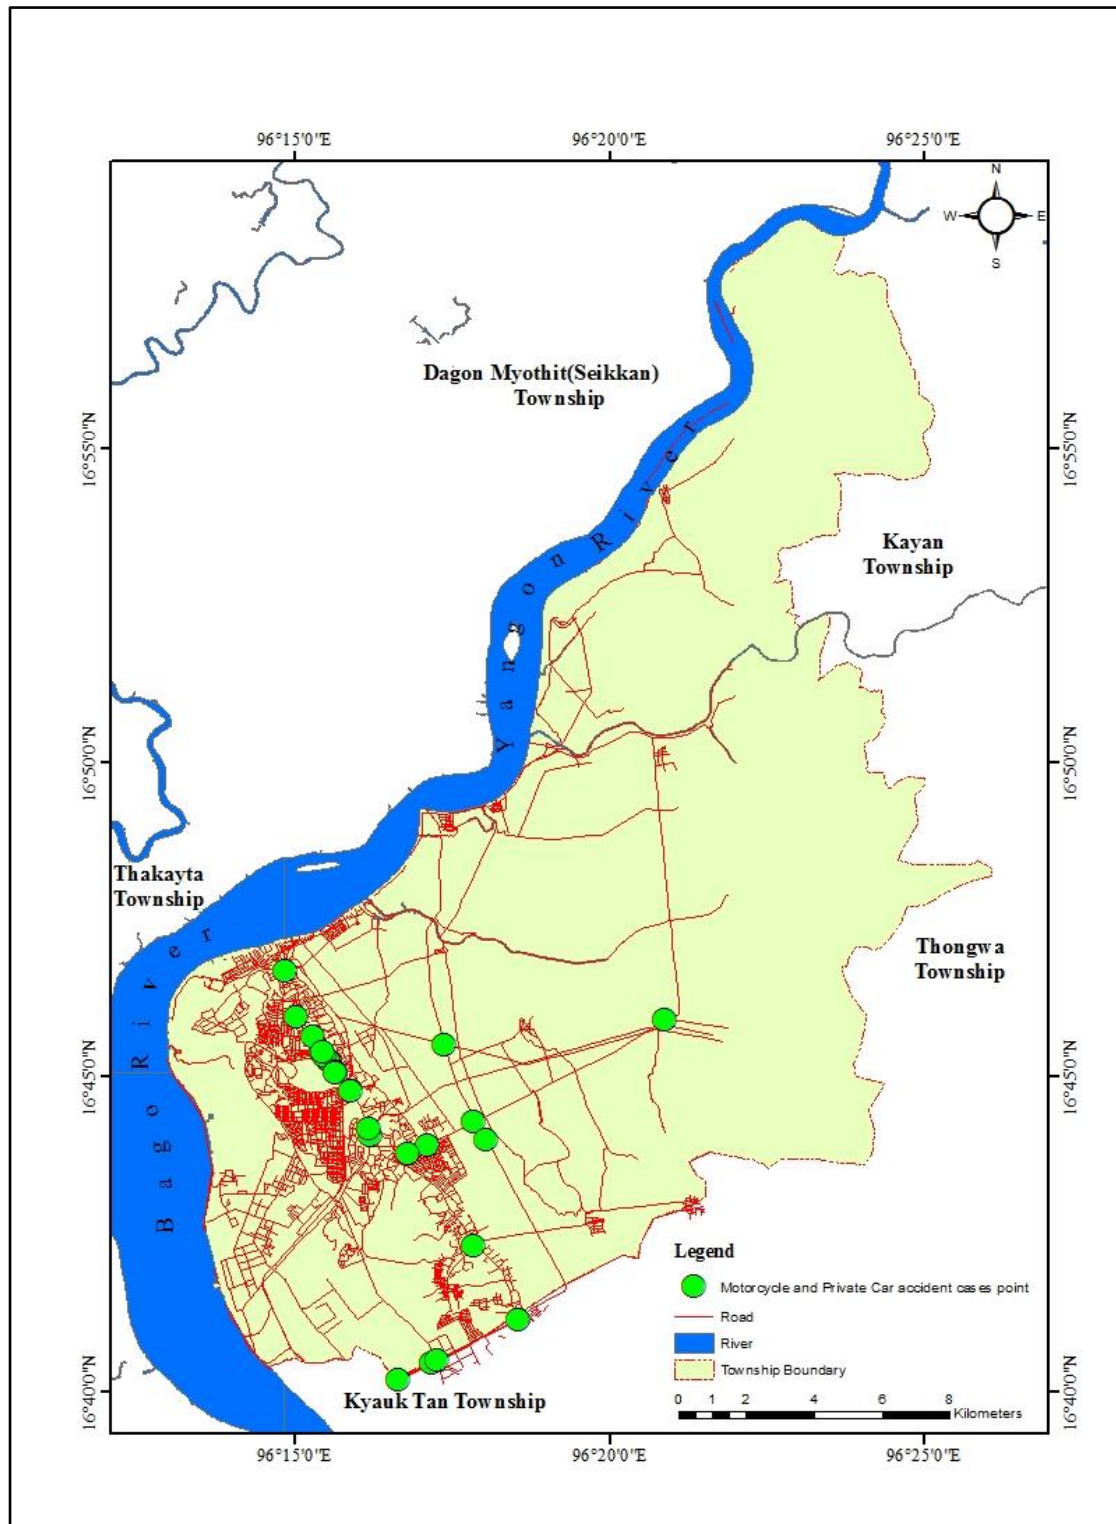 96°15'0"E
96°20'0"E
96°25'0"E
N
W
E
S
Dagon Myothit(Seikkan)
Township
16°55'0"N
16°55'0"N
Yangon River
Kayan
Township
16°50'0"N
16°50'0"N
Thakayta
Township
Thongwa
Township
Bago River
16°45'0"N
16°45'0"N
Legend
Motorcycle and Private Car accident cases point
Road
River
Township Boundary
0 1 2 4 6 8
Kilometers
16°40'0"N
16°40'0"N
Kyauk Tan Township
96°15'0"E
96°20'0"E
96°25'0"E